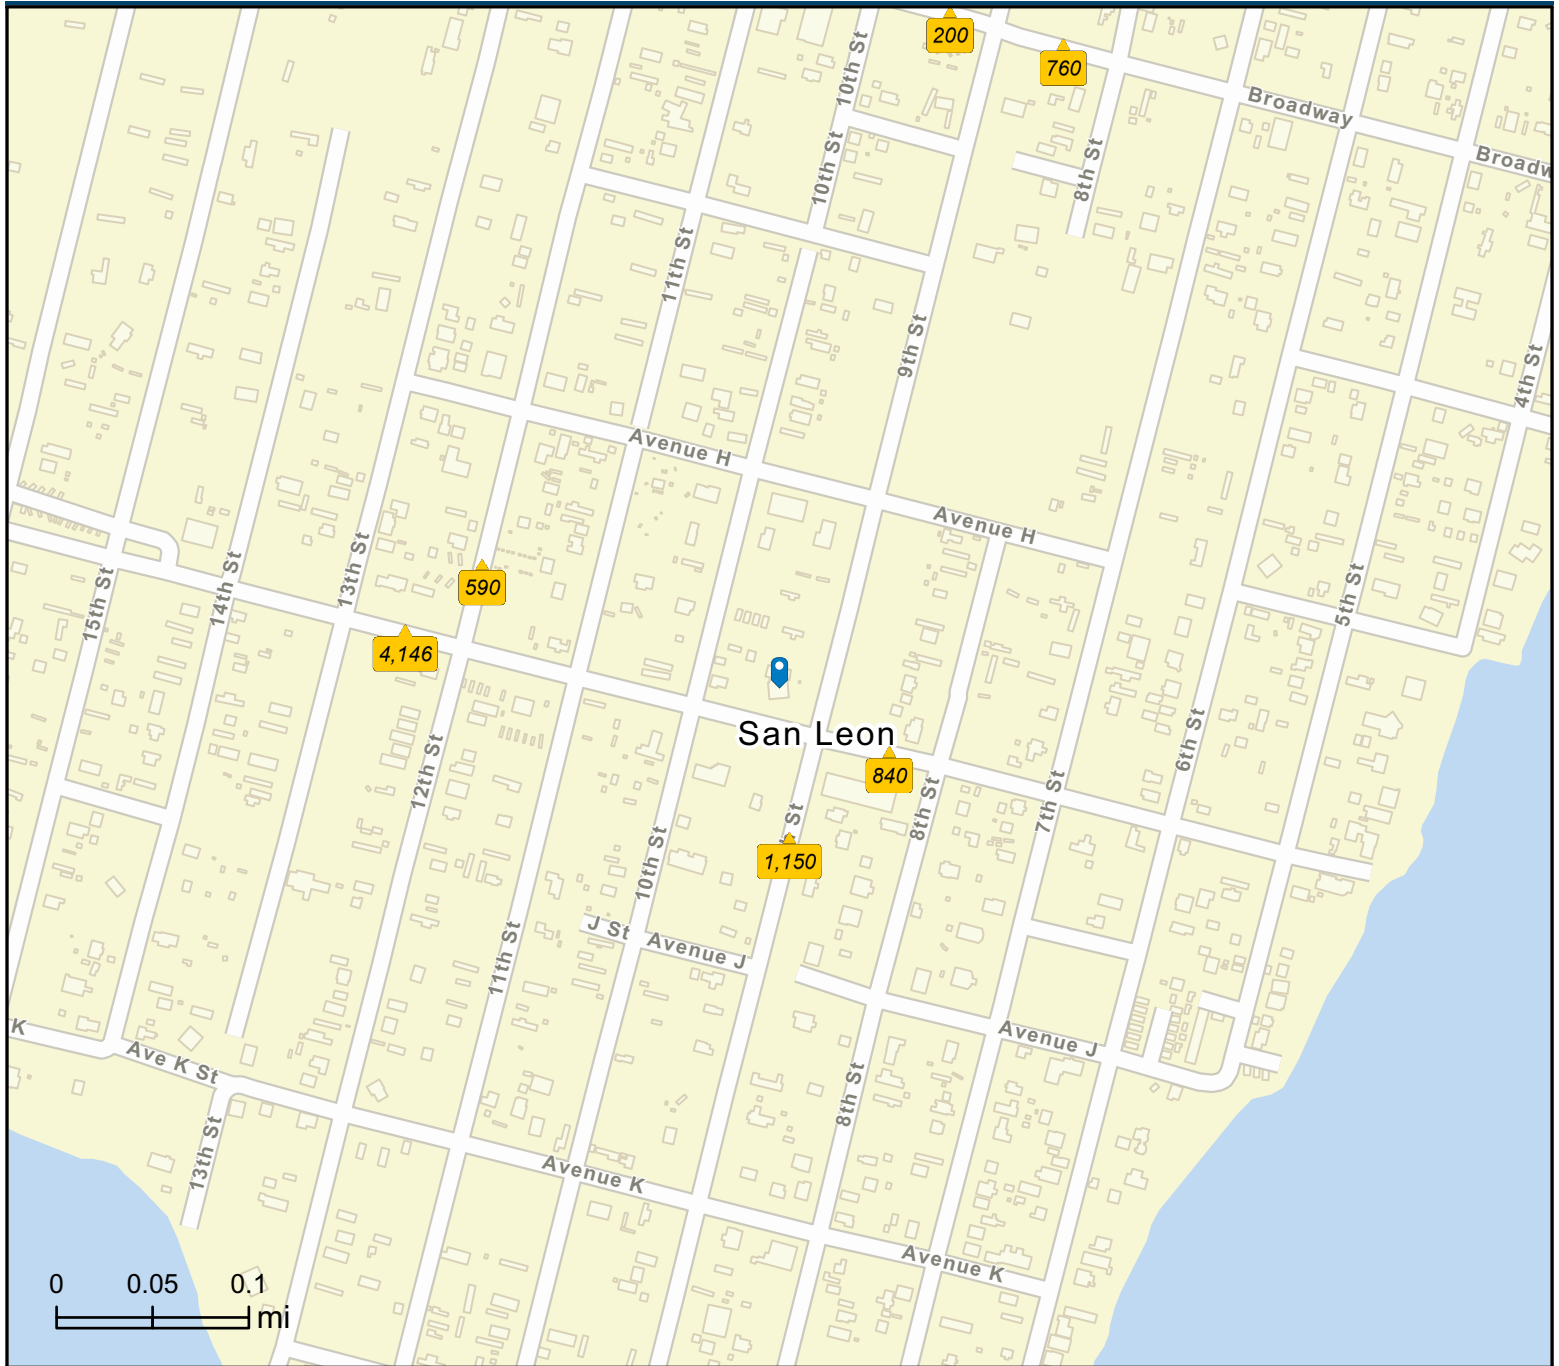 200
760
10th St
Broadway
Broadw
8th St
10th St
11th St
9th St
4th St
Avenue H
Avenue H
13th St
14th St
15th St
590
5th St
4,146
San Leon
6th St
840
12th St
7th St
8th St
St
1,150
10th St
J St
Avenue J
11th St
K
Ave K St
Avenue J
8th St
13th St
Avenue K
Avenue K
0 0.05 0.1
mi